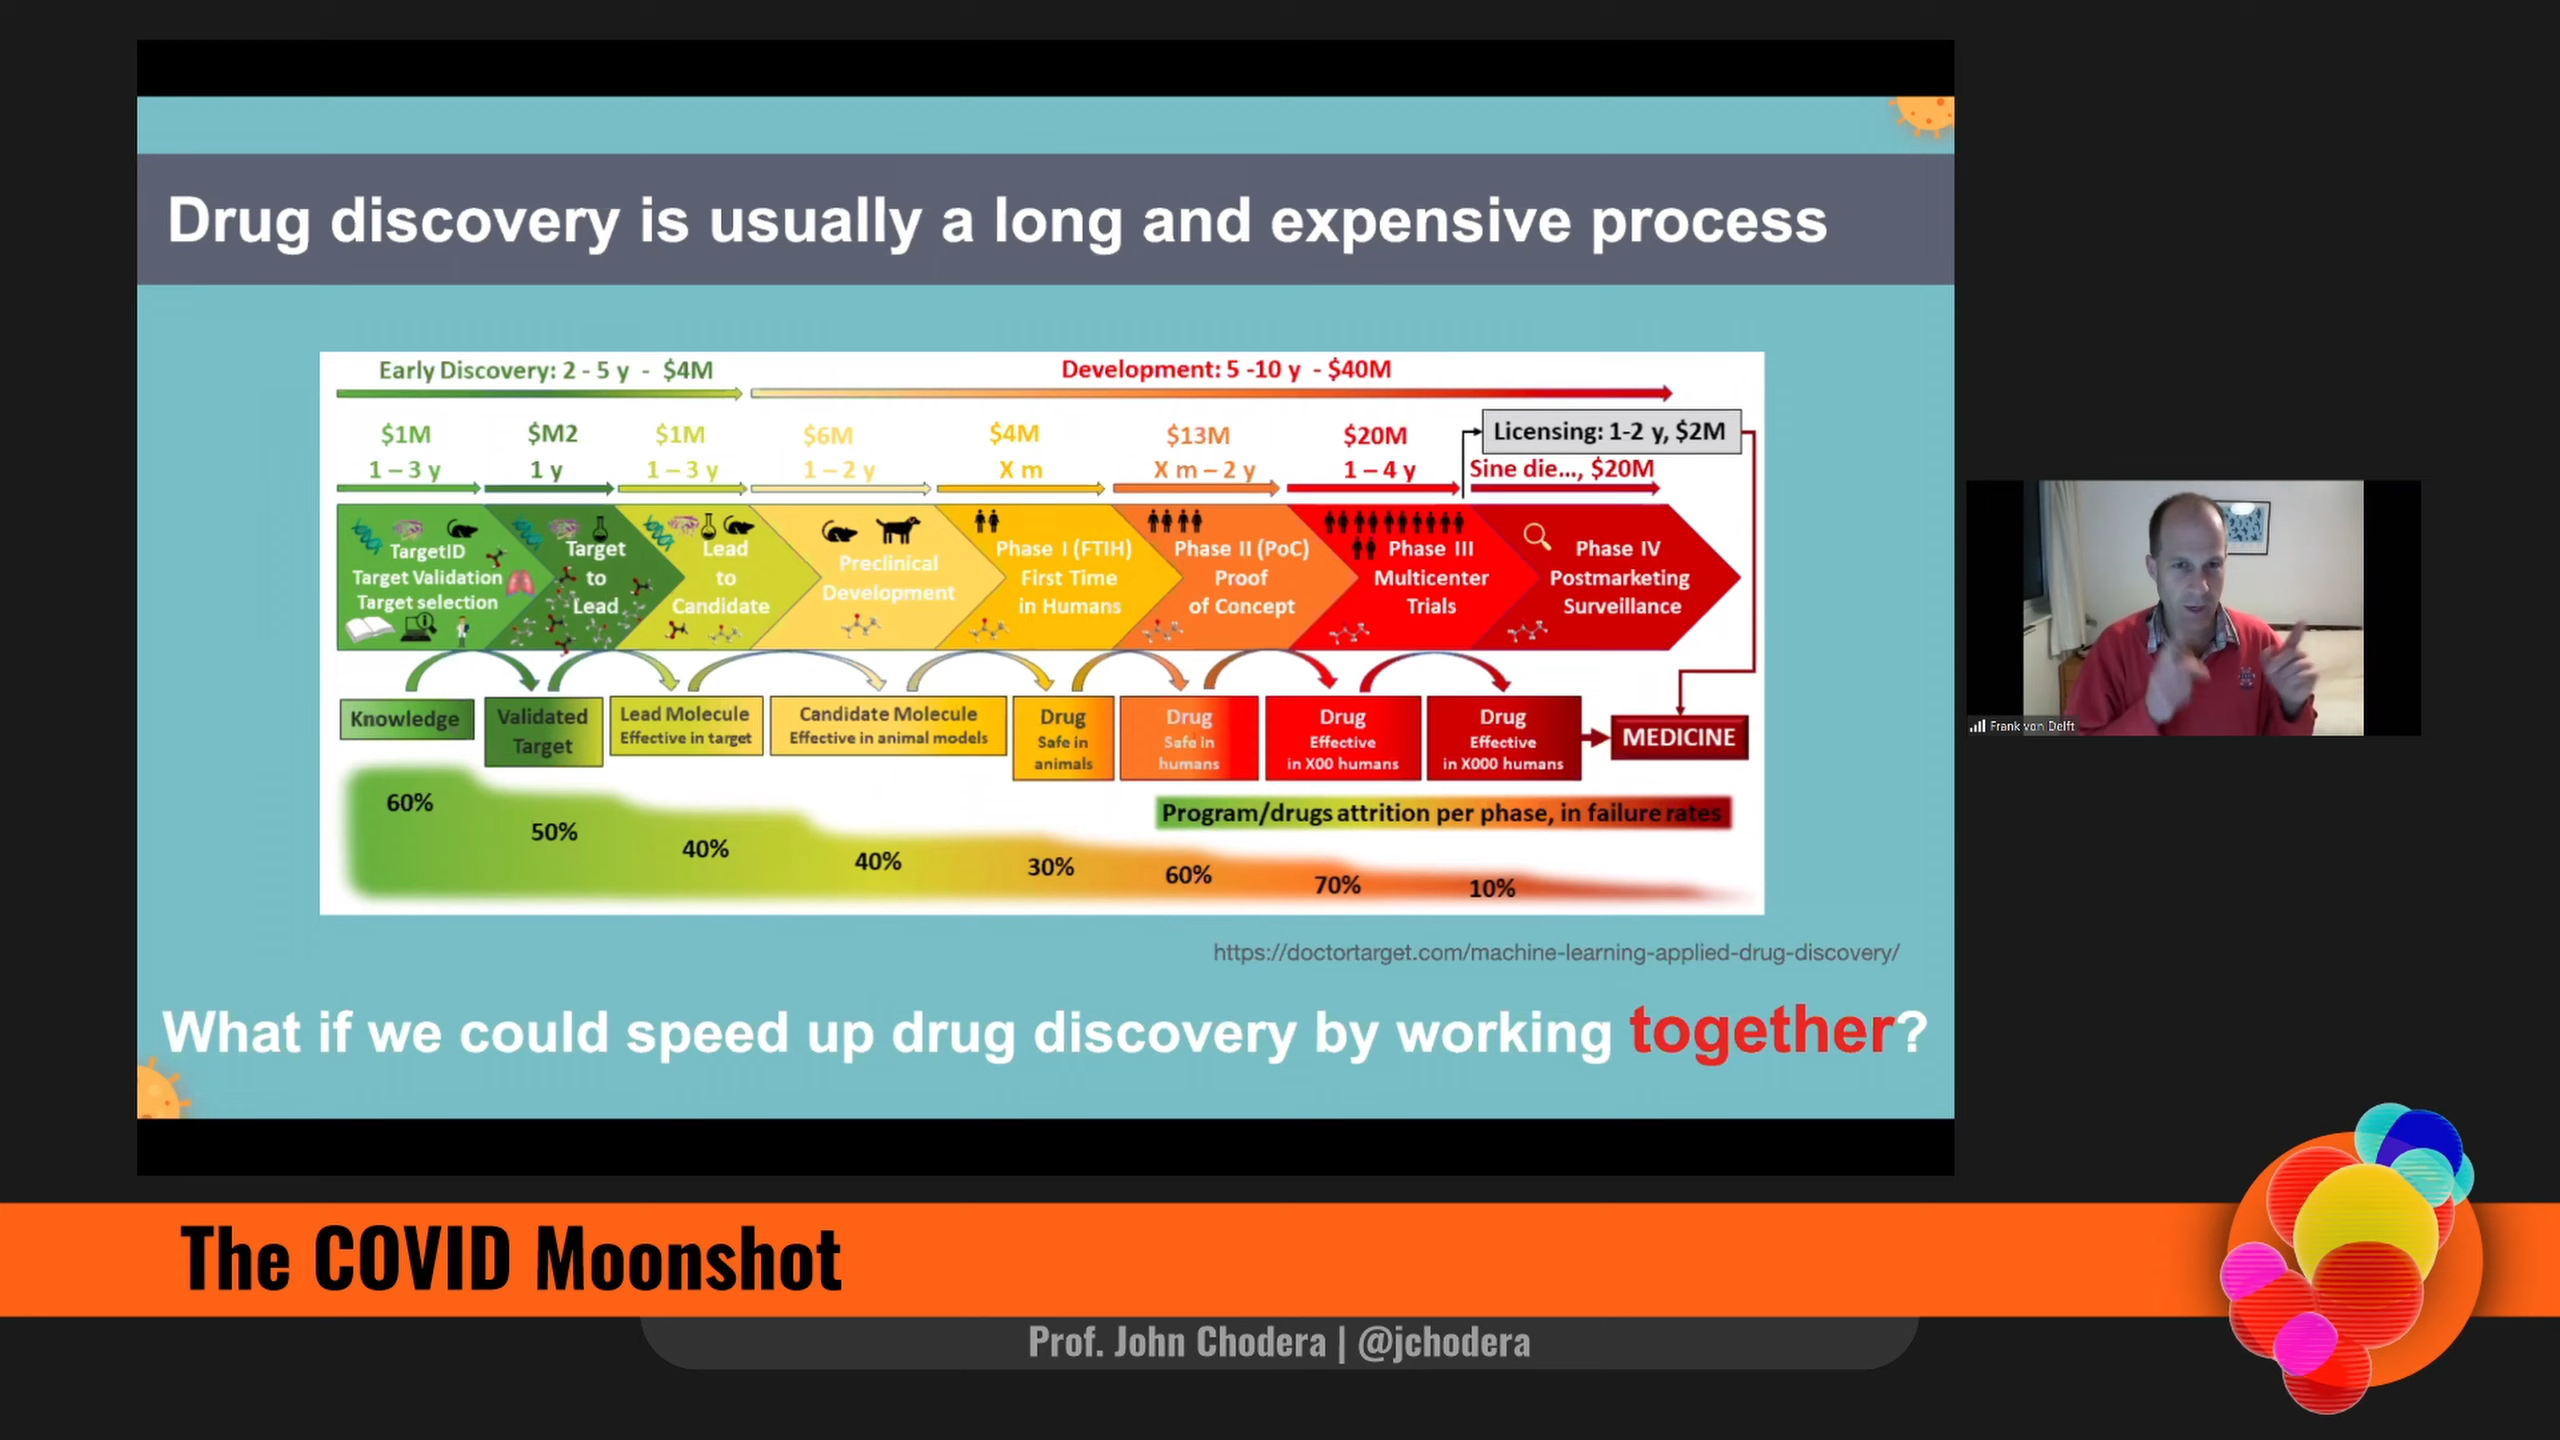 Drug discovery is usually a long and expensive process
Early Discovery: 2 - 5 y - $4M
Development: 5 -10 y - $40M
$1M
1 – 3 y
$M2
1 y
$1M
1 – 3 y
$6M
1 – 2 y
$4M
X m
$13M
X m – 2 y
$20M
1 – 4 y
Licensing: 1-2 y, $2M
Sine die..., $20M
TargetID
Target Validation
Target selection
Target
to
Lead
Lead
to
Candidate
Preclinical
Development
Phase I (FTIH)
First Time
in Humans
Phase II (PoC)
Proof
of Concept
Phase III
Multicenter
Trials
Phase IV
Postmarketing
Surveillance
Knowledge
Validated
Target
Lead Molecule
Effective in target
Candidate Molecule
Effective in animal models
Drug
Safe in
animals
Drug
Safe in
humans
Drug
Effective
in X00 humans
Drug
Effective
in X000 humans
MEDICINE
Program/drugs attrition per phase, in failure rates
60%
50%
40%
40%
30%
60%
70%
10%
https://doctortarget.com/machine-learning-applied-drug-discovery/
What if we could speed up drug discovery by working together?
Frank von Delft
The COVID Moonshot
Prof. John Chodera | @jchodera